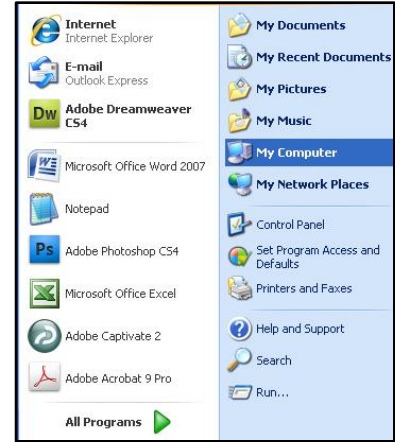 Internet
Internet Explorer
E-mail
Outlook Express
Dw
Adobe Dreamweaver
CS4
Microsoft Office Word 2007
Notepad
Ps
Adobe Photoshop CS4
Microsoft Office Excel
Adobe Captivate 2
Adobe Acrobat 9 Pro
All Programs
My Documents
My Recent Documents
My Pictures
My Music
My Computer
My Network Places
Control Panel
Set Program Access and
Defaults
Printers and Faxes
Help and Support
Search
Run...